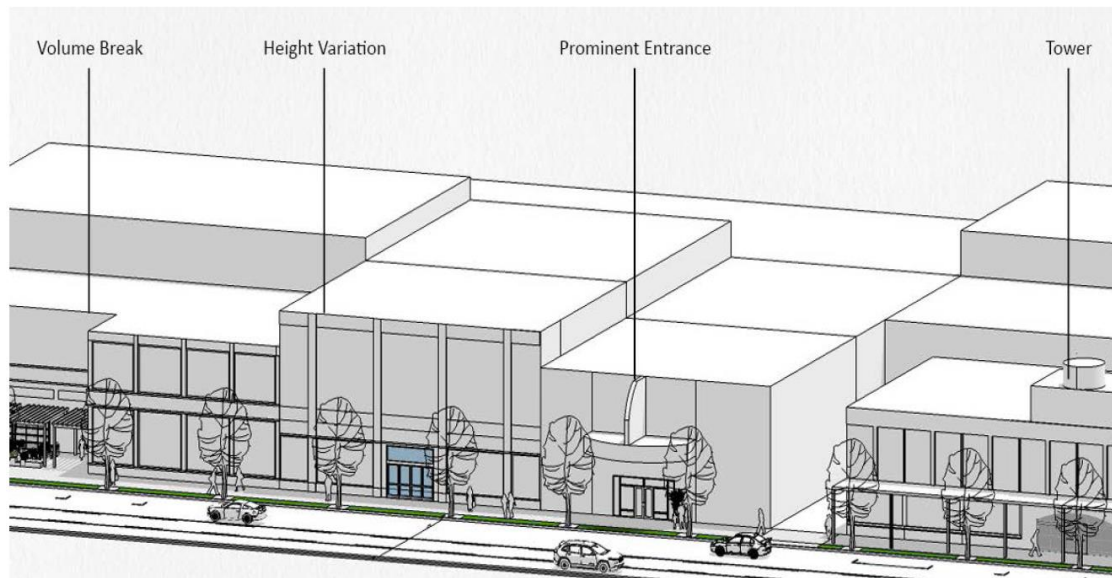 Volume Break
Height Variation
Prominent Entrance
Tower